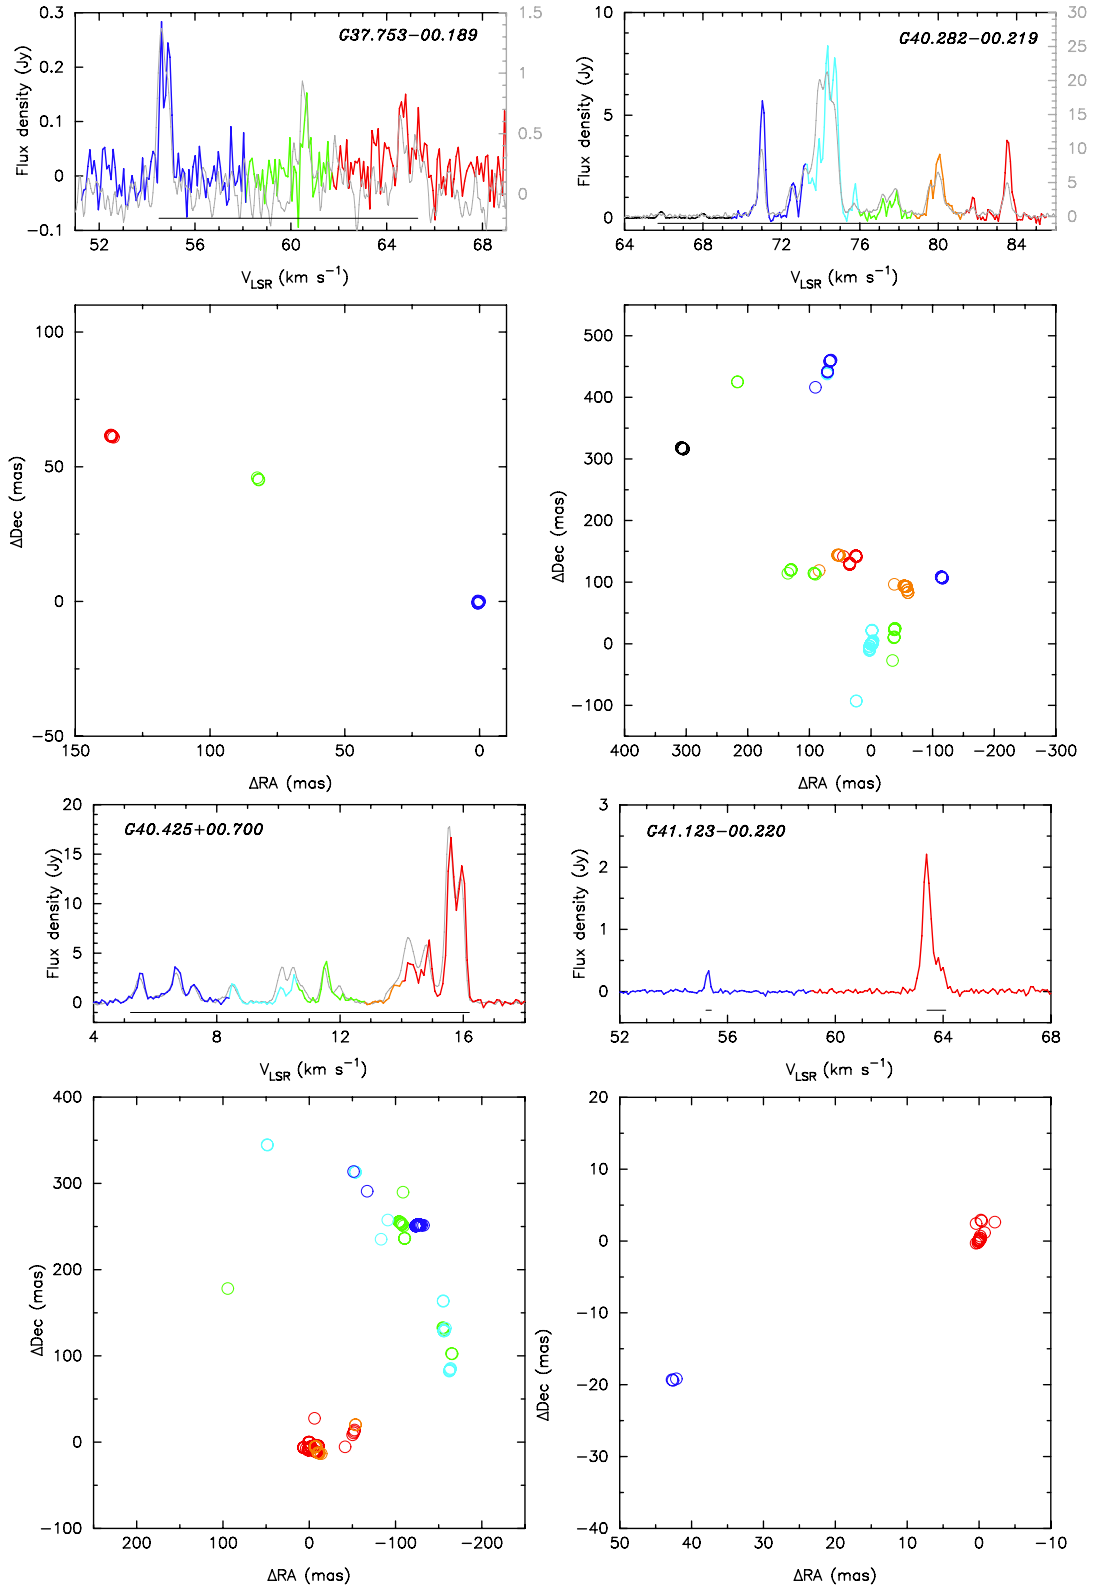 G37.753−00.189
Flux density (Jy)
0.3
0.2
0.1
0
−0.1
1.5
1
0.5
0
52 56 60 64 68
V_LSR (km s⁻¹)
G40.282−00.219
Flux density (Jy)
10
5
0
30
25
20
15
10
5
0
64 68 72 76 80 84
V_LSR (km s⁻¹)
ΔDec (mas)
100
50
0
−50
150 100 50 0
ΔRA (mas)
ΔDec (mas)
500
400
300
200
100
0
−100
400 300 200 100 0 −100 −200 −300
ΔRA (mas)
G40.425+00.700
Flux density (Jy)
20
15
10
5
0
4 8 12 16
V_LSR (km s⁻¹)
G41.123−00.220
Flux density (Jy)
3
2
1
0
52 56 60 64 68
V_LSR (km s⁻¹)
ΔDec (mas)
400
300
200
100
0
−100
200 100 0 −100 −200
ΔRA (mas)
ΔDec (mas)
20
10
0
−10
−20
−30
−40
50 40 30 20 10 0 −10
ΔRA (mas)